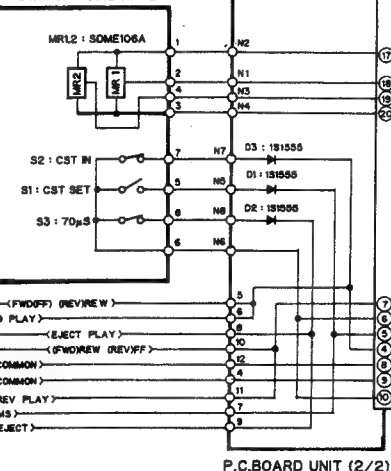 MR1,2 : SDME106A
1 N2
17
MR2 MR1
2 N1
18
4 N3
19
3 N4
20
S2 : CST IN
7 N7 D3 : 1S1555
S1 : CST SET
5 N5 D1 : 1S1555
S3 : 70µS
8 N8 D2 : 1S1555
6 N6
(FWD)(FF) (REV)REW
5
7
PLAY)
6
6
(EJECT PLAY)
8
5
(FWD)REW (REV)FF
10
4
COMMON)
12
8
COMMON)
4
9
REV PLAY)
11
7
10
EJECT)
9
P.C.BOARD UNIT (2/2)